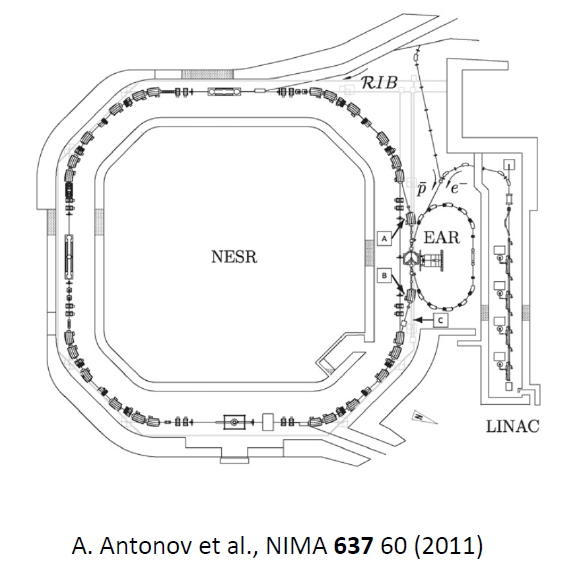 RIB
p̄ e⁻
A
EAR
NESR
B
C
LINAC
A. Antonov et al., NIMA 637 60 (2011)